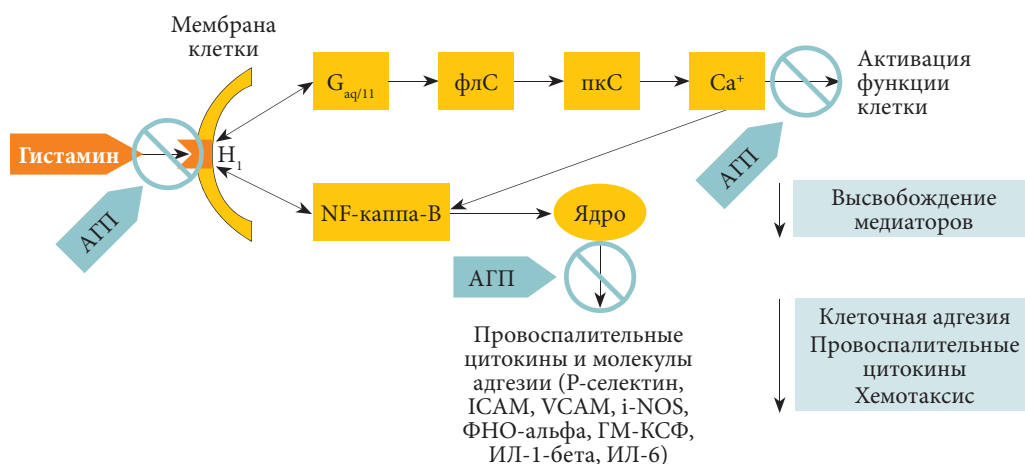 Мембрана
клетки
G aq/11
флС
пкС
Ca⁺
Активация
функции
клетки
Гистамин
H₁
АГП
АГП
NF-каппа-В
Ядро
АГП
Высвобождение
медиаторов
Провоспалительные
цитокины и молекулы
адгезии (Р-селектин,
ICAM, VCAM, i-NOS,
ФНО-альфа, ГМ-КСФ,
ИЛ-1-бета, ИЛ-6)
Клеточная адгезия
Провоспалительные
цитокины
Хемотаксис